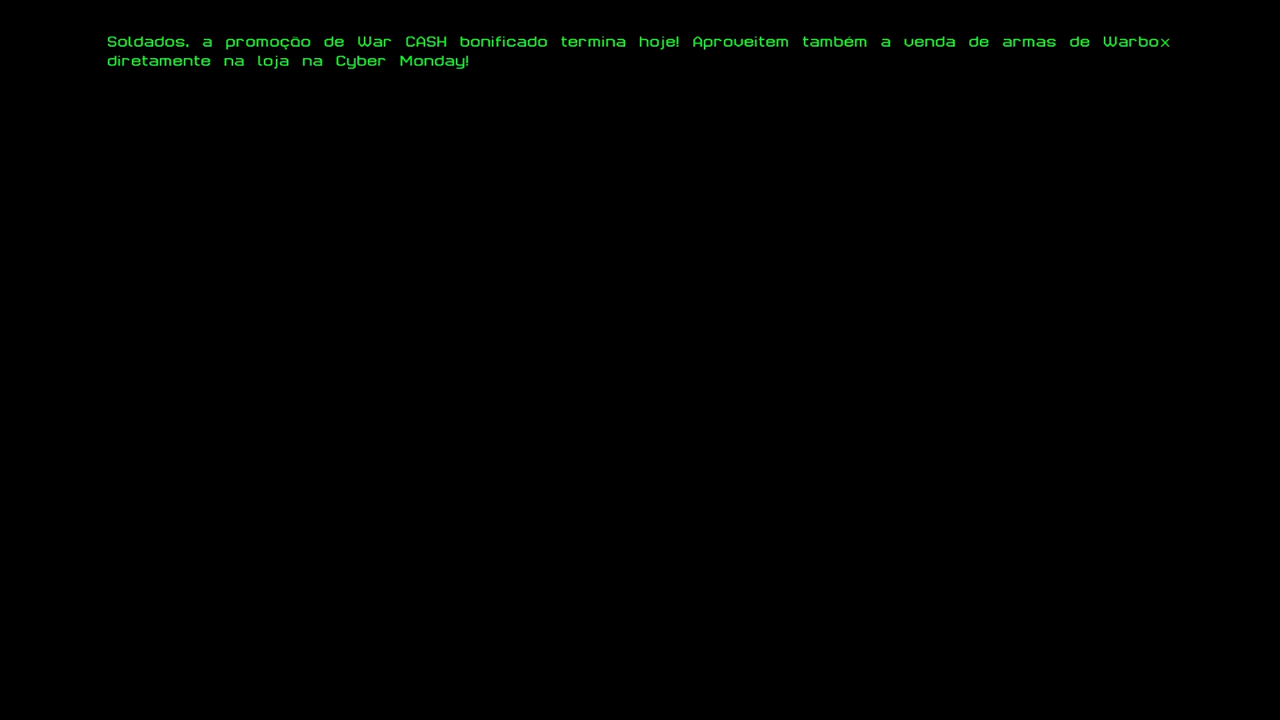 Soldados, a promoção de War CASH bonificado termina hoje! Aproveitem também a venda de armas de Warbox
diretamente na loja na Cyber Monday!